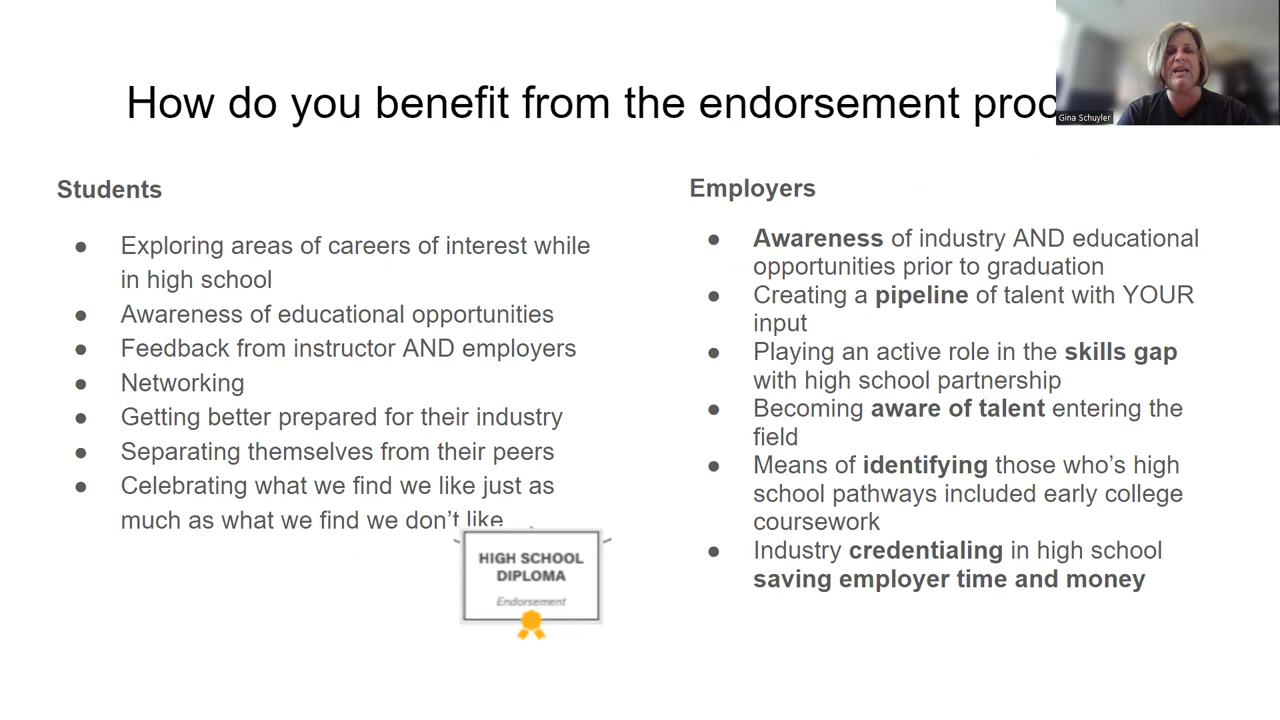 How do you benefit from the endorsement proc
Gina Schuyler
Students
● Exploring areas of careers of interest while
in high school
● Awareness of educational opportunities
● Feedback from instructor AND employers
● Networking
● Getting better prepared for their industry
● Separating themselves from their peers
● Celebrating what we find we like just as
much as what we find we don't like
HIGH SCHOOL
DIPLOMA
Endorsement
Employers
● Awareness of industry AND educational
opportunities prior to graduation
● Creating a pipeline of talent with YOUR
input
● Playing an active role in the skills gap
with high school partnership
● Becoming aware of talent entering the
field
● Means of identifying those who's high
school pathways included early college
coursework
● Industry credentialing in high school
saving employer time and money